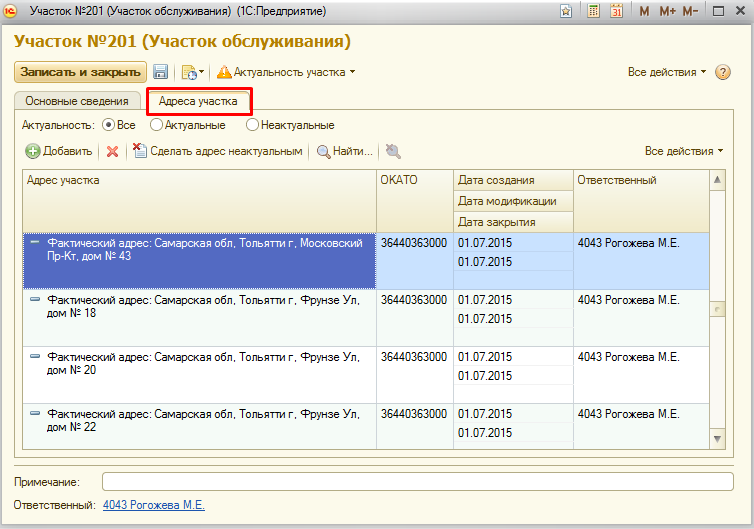 Участок №201 (Участок обслуживания) (1С:Предприятие)
M M+ M-
Участок №201 (Участок обслуживания)
Записать и закрыть Актуальность участка Все действия ?
Основные сведения Адреса участка
Актуальность: Все Актуальные Неактуальные
Добавить Сделать адрес неактуальным Найти... Все действия
Адрес участка ОКАТО Дата создания Ответственный
Дата модификации
Дата закрытия
Фактический адрес: Самарская обл, Тольятти г, Московский 36440363000 01.07.2015 4043 Рогожева М.Е.
Пр-Кт, дом № 43 01.07.2015
Фактический адрес: Самарская обл, Тольятти г, Фрунзе Ул, 36440363000 01.07.2015 4043 Рогожева М.Е.
дом № 18 01.07.2015
Фактический адрес: Самарская обл, Тольятти г, Фрунзе Ул, 36440363000 01.07.2015 4043 Рогожева М.Е.
дом № 20 01.07.2015
Фактический адрес: Самарская обл, Тольятти г, Фрунзе Ул, 36440363000 01.07.2015 4043 Рогожева М.Е.
дом № 22 01.07.2015
Примечание:
Ответственный: 4043 Рогожева М.Е.